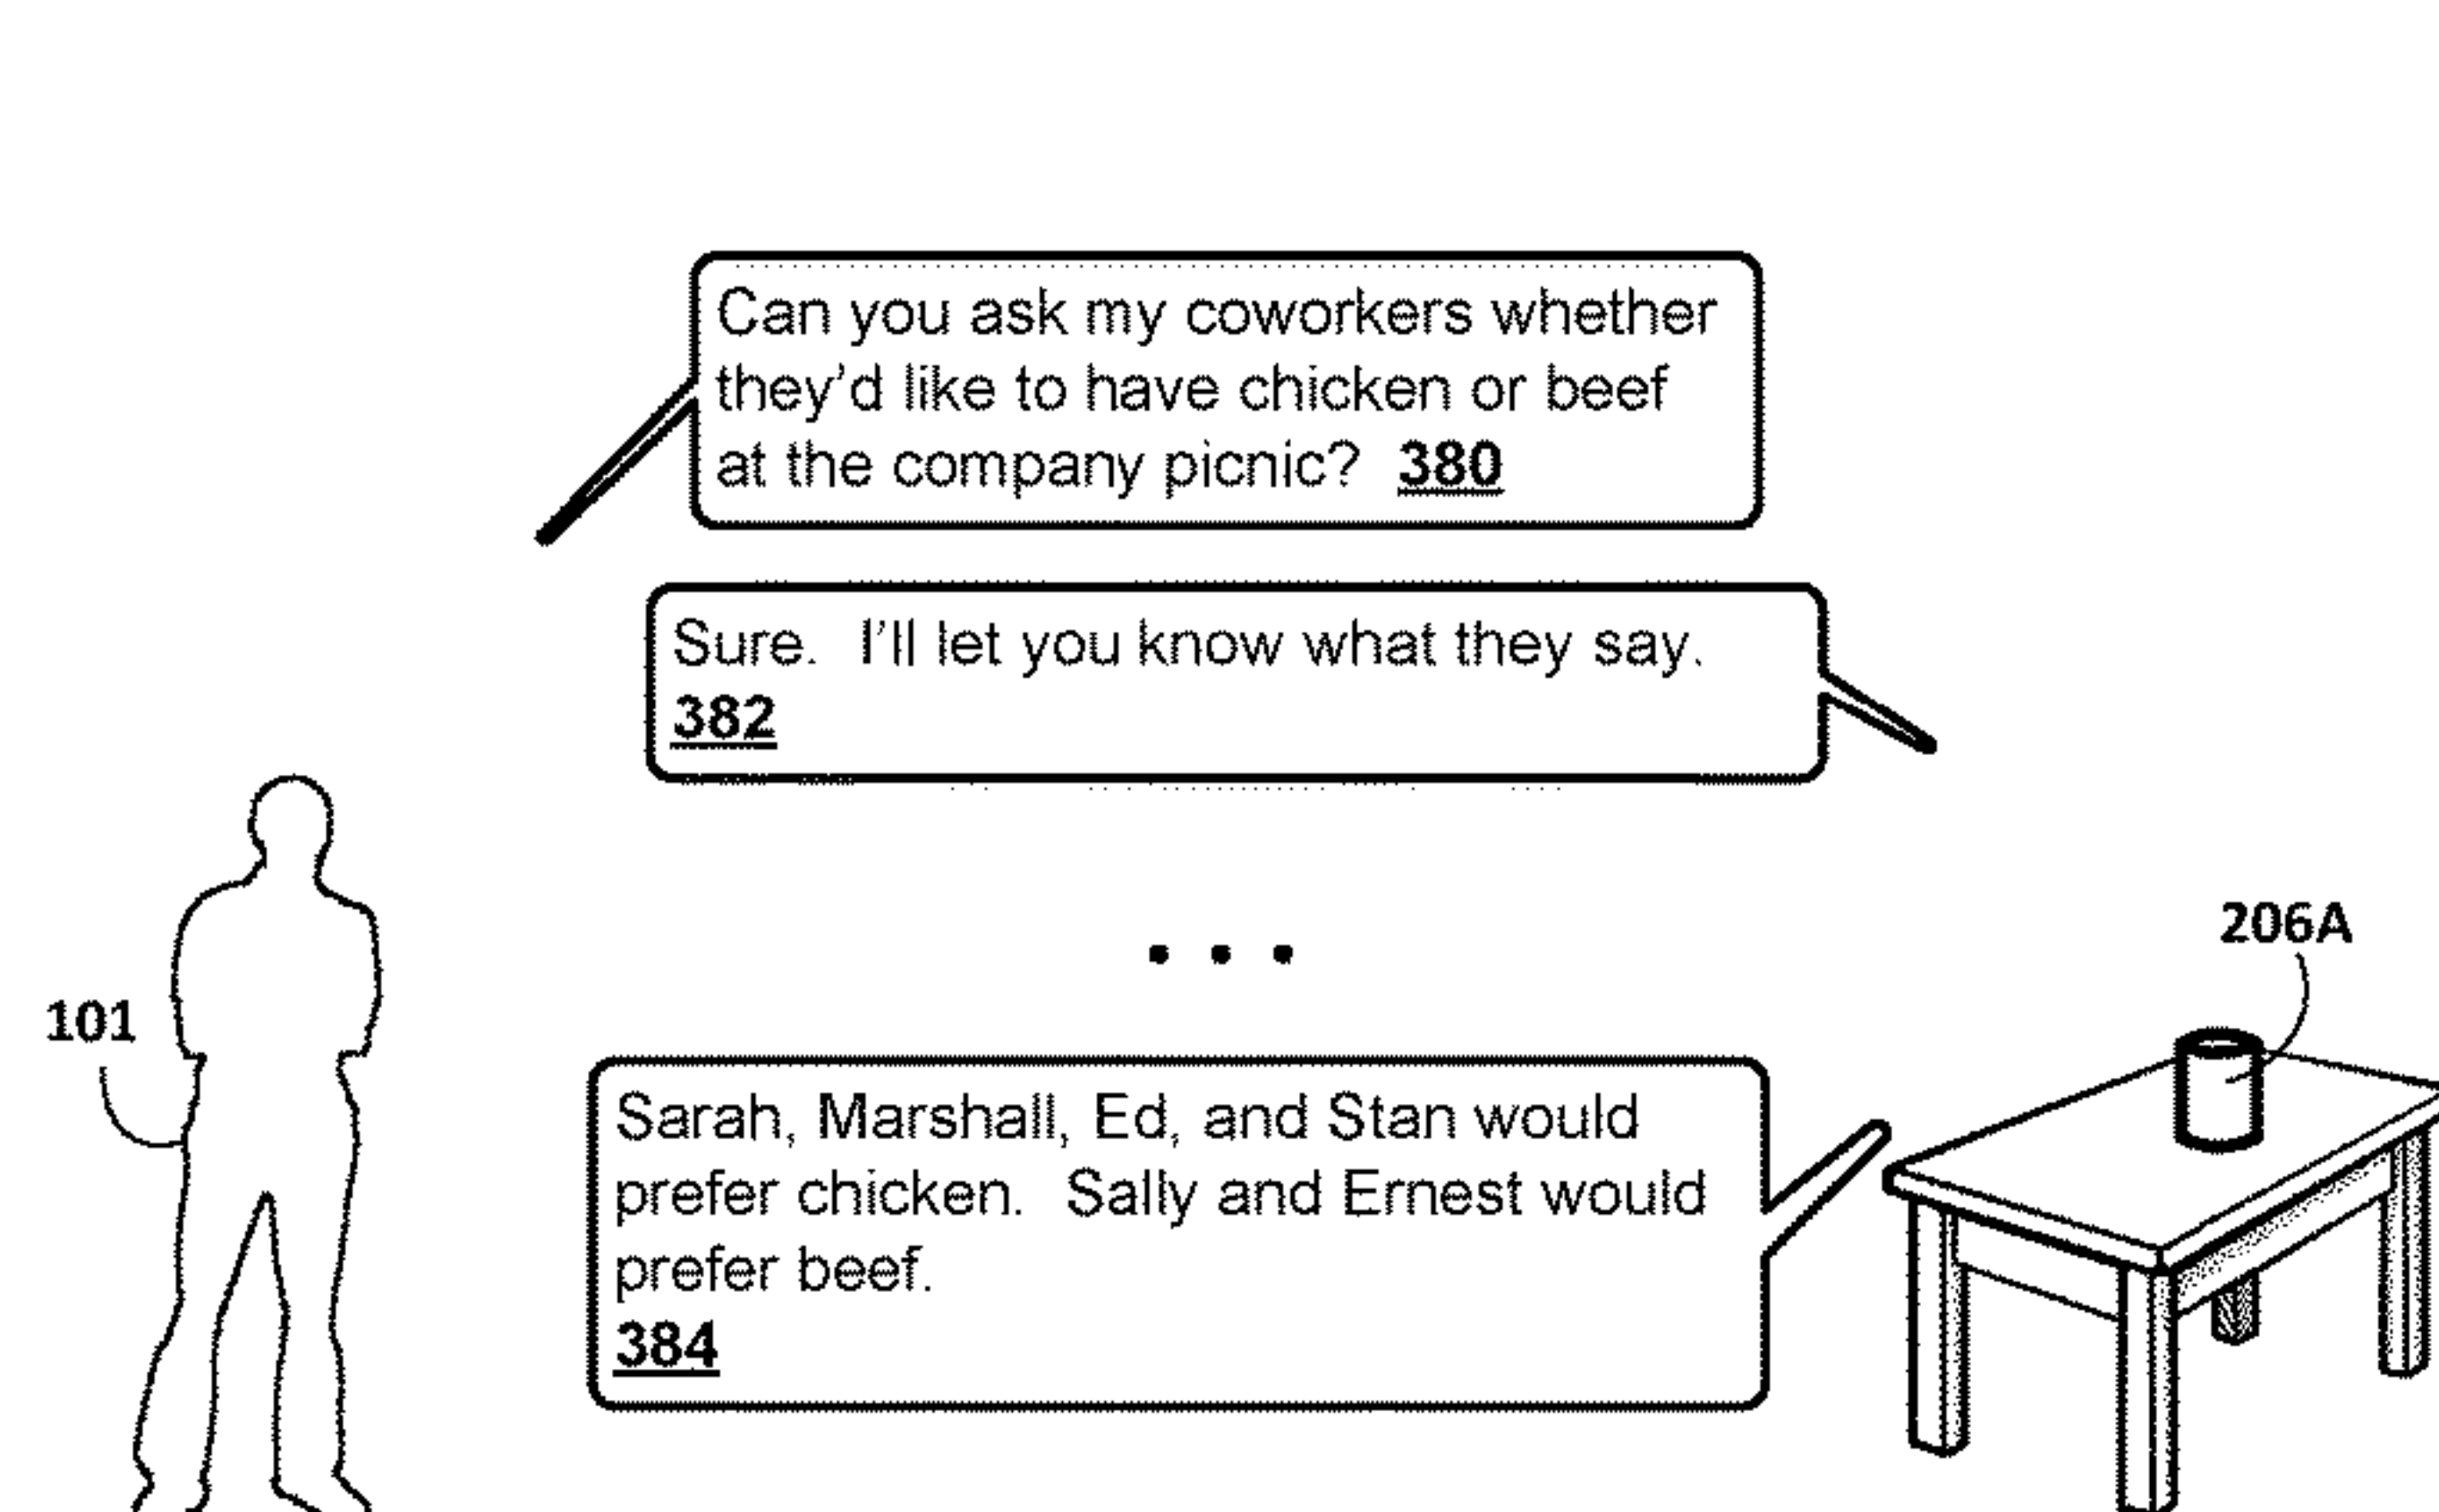 Can you ask my coworkers whether
they'd like to have chicken or beef
at the company picnic? 380
Sure. I'll let you know what they say.
382
. . .
206A
101
Sarah, Marshall, Ed, and Stan would
prefer chicken. Sally and Ernest would
prefer beef.
384